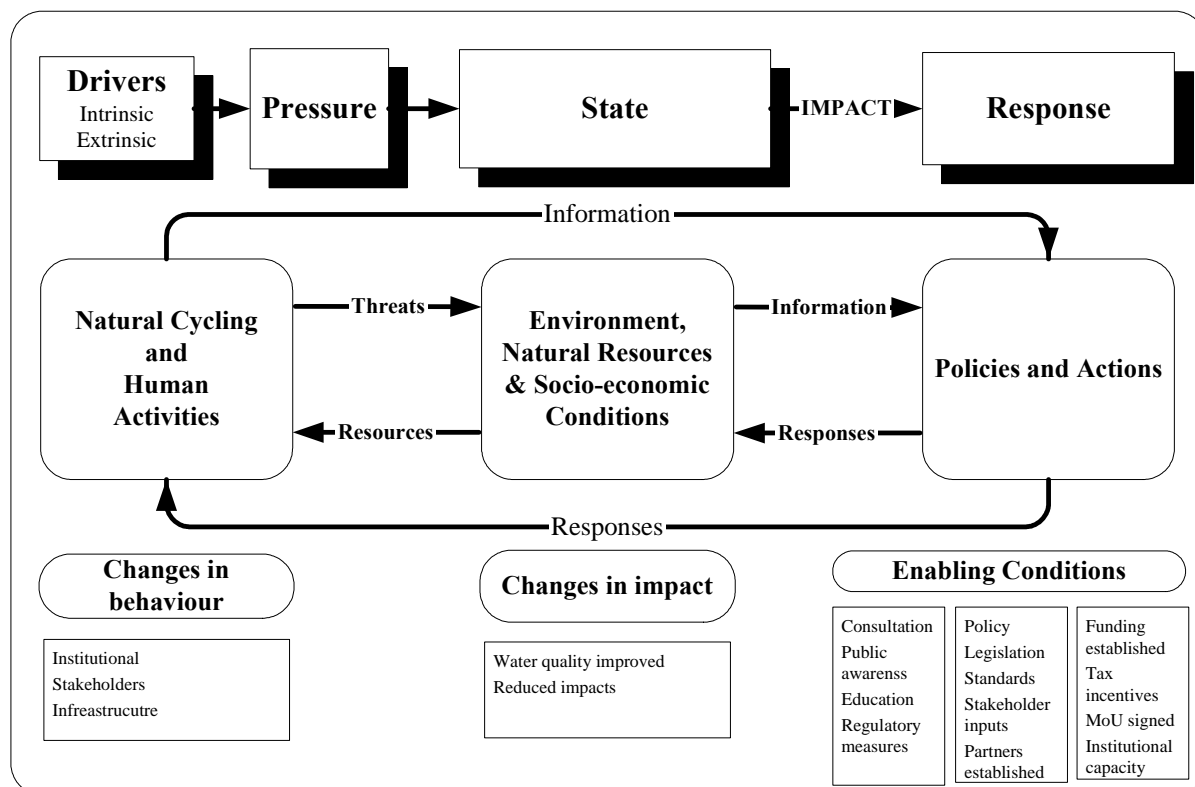 Drivers
Intrinsic
Extrinsic
Pressure
State
IMPACT
Response
Information
Natural Cycling
and
Human
Activities
Threats
Resources
Environment,
Natural Resources
& Socio-economic
Conditions
Information
Responses
Policies and Actions
Responses
Changes in
behaviour
Institutional
Stakeholders
Infreastrucutre
Changes in impact
Water quality improved
Reduced impacts
Enabling Conditions
Consultation
Public
awarenss
Education
Regulatory
measures
Policy
Legislation
Standards
Stakeholder
inputs
Partners
established
Funding
established
Tax
incentives
MoU signed
Institutional
capacity